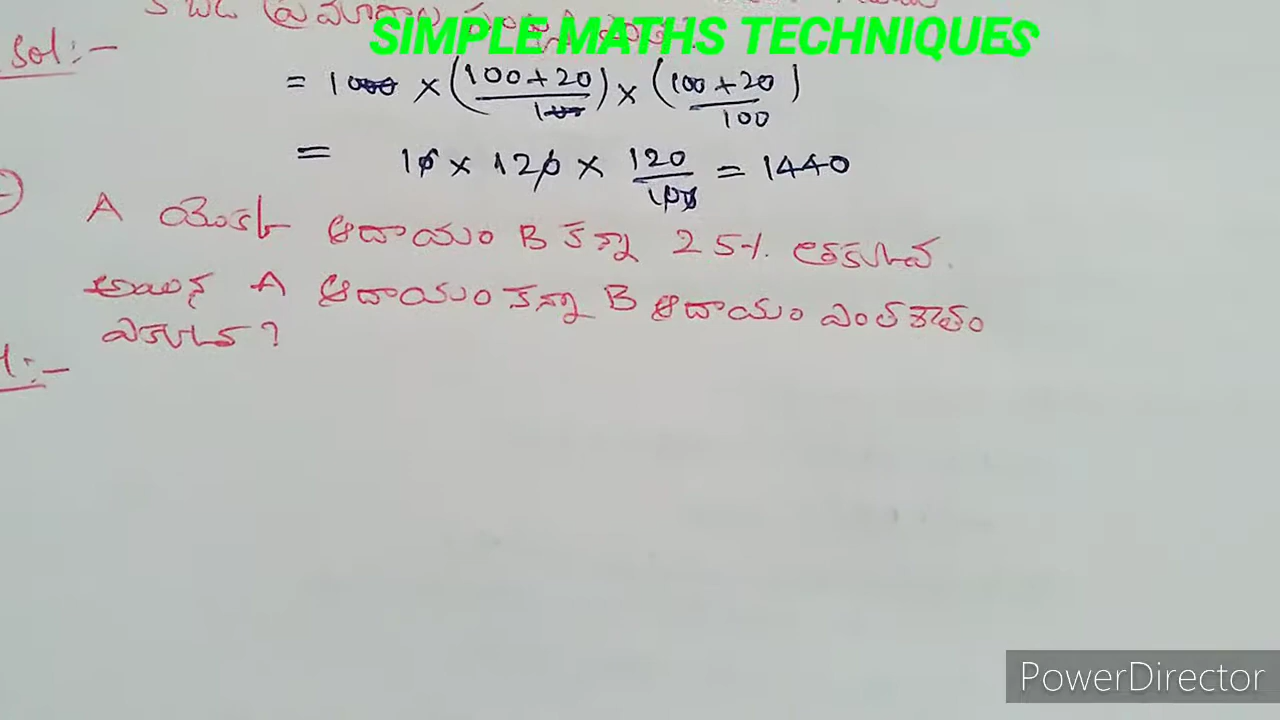 SIMPLE MATHS TECHNIQUES
Sol:-
= 1000 × (100+20)/100 × (100+20)/100
= 10 × 120 × 120/100 = 1440
A యొక్క ఆదాయం B కన్నా 25% తక్కువ.
అయిన A ఆదాయం కన్నా B ఆదాయం ఎంత శాతం
ఎక్కువ?
l:-
PowerDirector